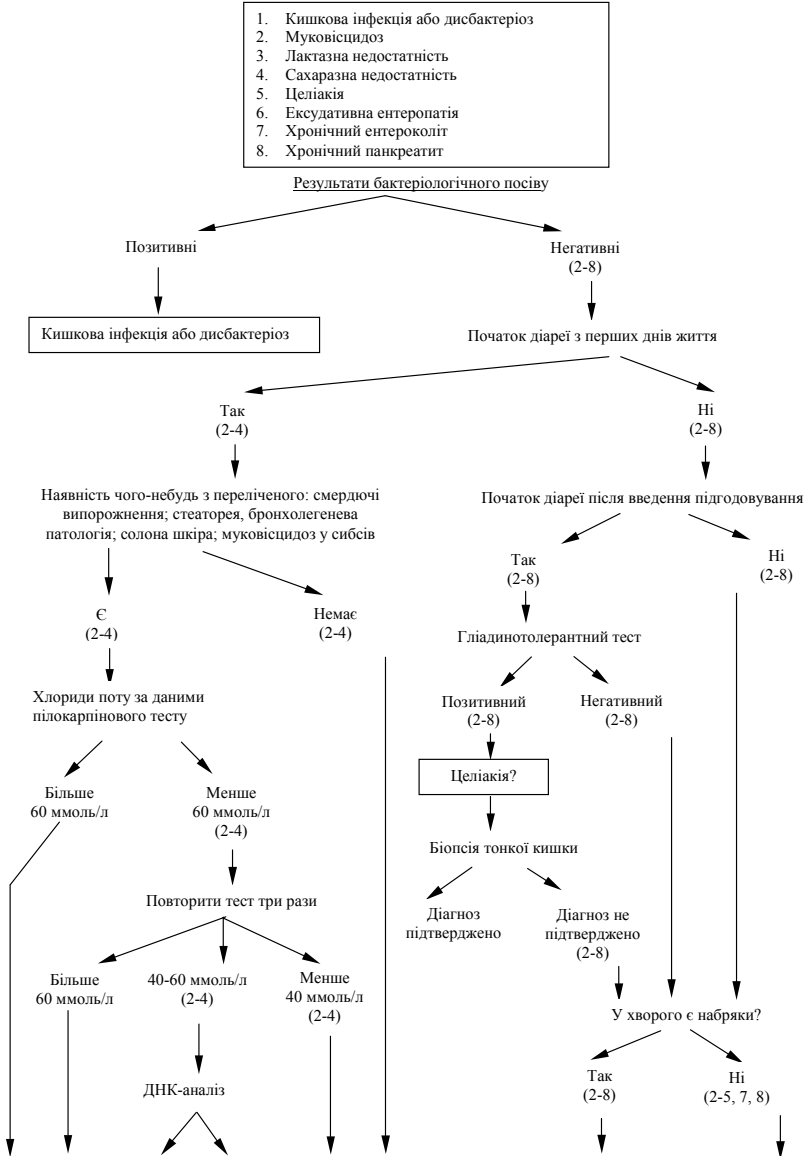 1. Кишкова інфекція або дисбактеріоз
2. Муковісцидоз
3. Лактазна недостатність
4. Сахаразна недостатність
5. Целіакія
6. Ексудативна ентеропатія
7. Хронічний ентероколіт
8. Хронічний панкреатит
Результати бактеріологічного посіву
Позитивні
Негативні
(2-8)
Кишкова інфекція або дисбактеріоз
Початок діареї з перших днів життя
Так
(2-4)
Ні
(2-8)
Наявність чого-небудь з переліченого: смердючі
випорожнення; стеаторея, бронхолегенева
патологія; солона шкіра; муковісцидоз у сибсів
Початок діареї після введення підгодовування
Так
(2-8)
Ні
(2-8)
Є
(2-4)
Немає
(2-4)
Гліадинотолерантний тест
Хлориди поту за даними
пілокарпінового тесту
Позитивний
(2-8)
Негативний
(2-8)
Целіакія?
Більше
60 ммоль/л
Менше
60 ммоль/л
(2-4)
Біопсія тонкої кишки
Повторити тест три рази
Діагноз
підтверджено
Діагноз не
підтверджено
(2-8)
Більше
60 ммоль/л
40-60 ммоль/л
(2-4)
Менше
40 ммоль/л
(2-4)
У хворого є набряки?
ДНК-аналіз
Так
(2-8)
Ні
(2-5, 7, 8)